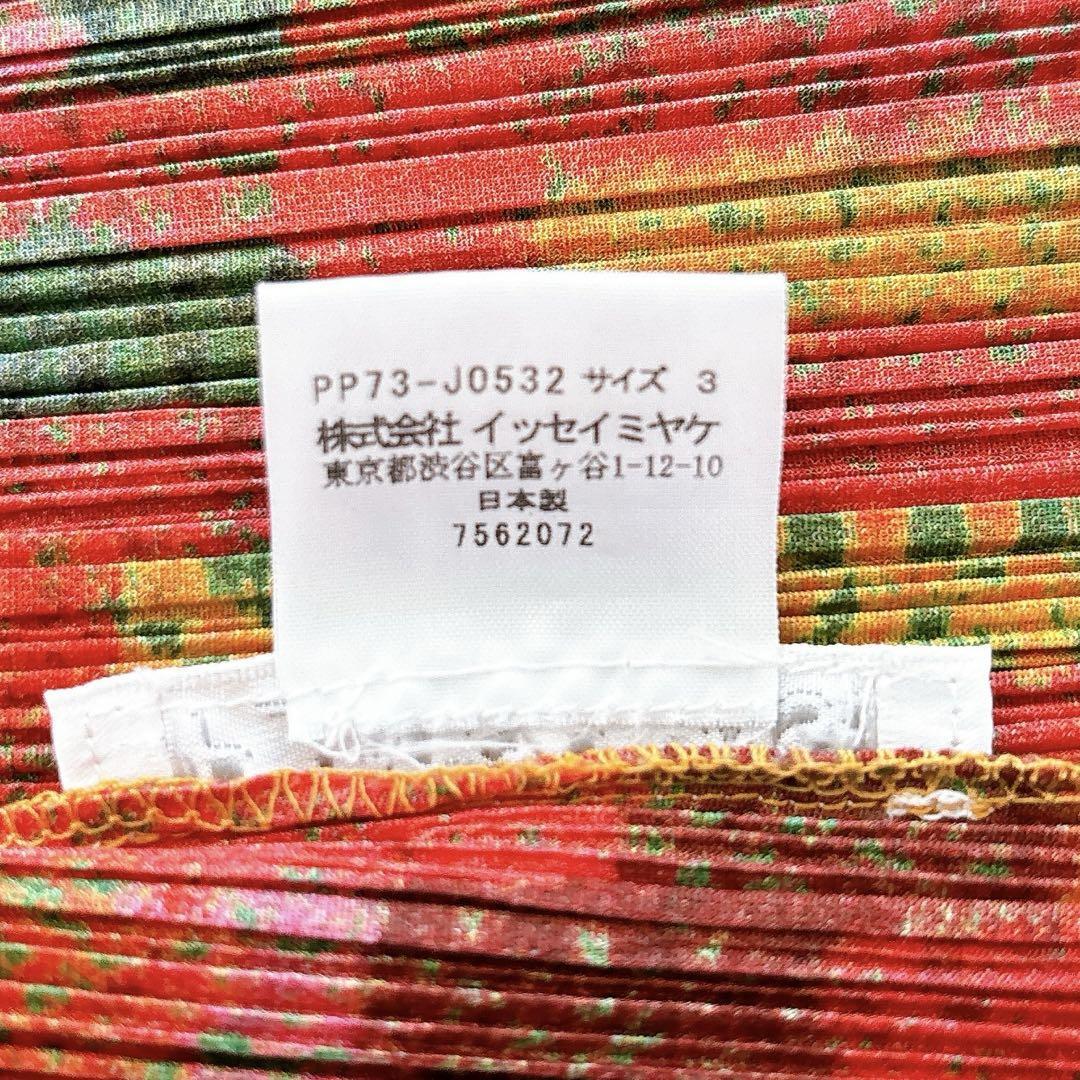 PP73-J0532 サイズ 3
株式会社 イッセイミヤケ
東京都渋谷区富ヶ谷1-12-10
日本製
7562072